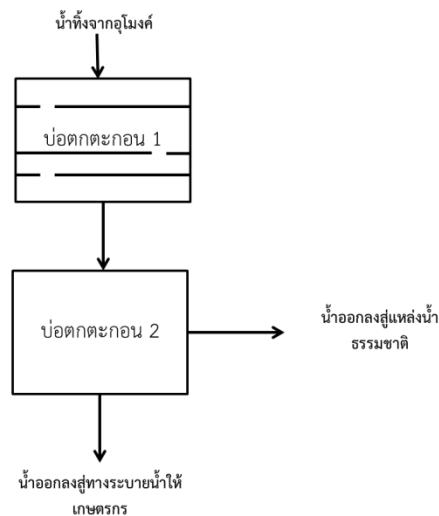 น้ำทิ้งจากอุโมงค์
บ่อตกตะกอน 1
บ่อตกตะกอน 2
น้ำออกลงสู่แหล่งน้ำ
ธรรมชาติ
น้ำออกลงสู่ทางระบายน้ำให้
เกษตรกร